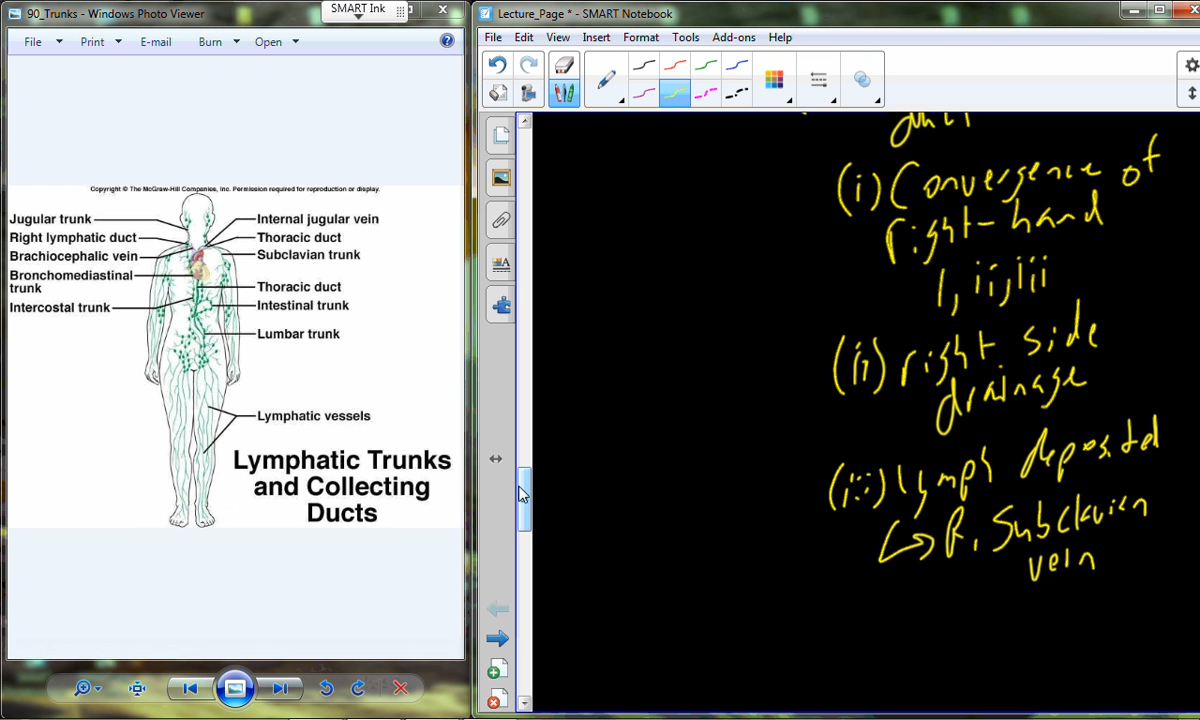 90_Trunks - Windows Photo Viewer
SMART Ink
File Print E-mail Burn Open
Copyright © The McGraw-Hill Companies, Inc. Permission required for reproduction or display.
Jugular trunk
Right lymphatic duct
Brachiocephalic vein
Bronchomediastinal
trunk
Intercostal trunk
Internal jugular vein
Thoracic duct
Subclavian trunk
Thoracic duct
Intestinal trunk
Lumbar trunk
Lymphatic vessels
Lymphatic Trunks
and Collecting
Ducts
Lecture_Page * - SMART Notebook
File Edit View Insert Format Tools Add-ons Help
(i) Convergence of
right-hand
i, ii, iii
(ii) right side
drainage
(iii) lymph deposited
↳ R. Subclavian
vein